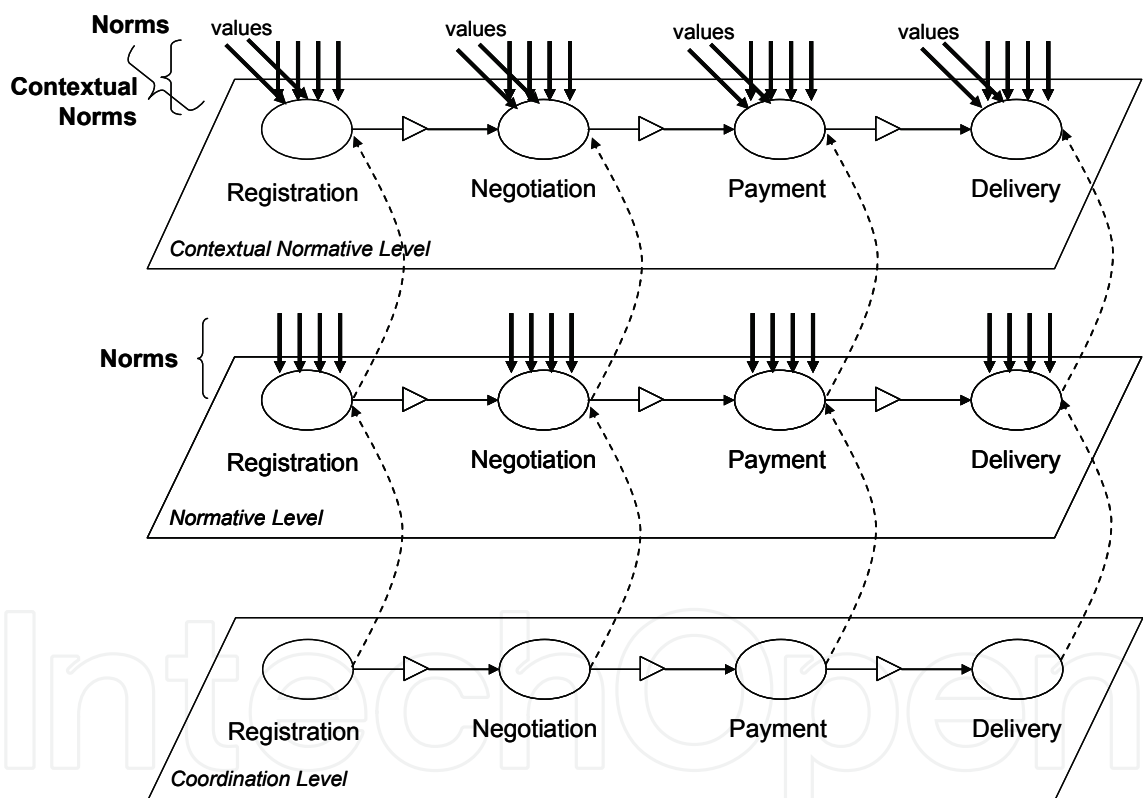 Norms
values values values values
Contextual
Norms
Registration Negotiation Payment Delivery
Contextual Normative Level
Norms
Registration Negotiation Payment Delivery
Normative Level
Registration Negotiation Payment Delivery
Coordination Level
IntechOpen